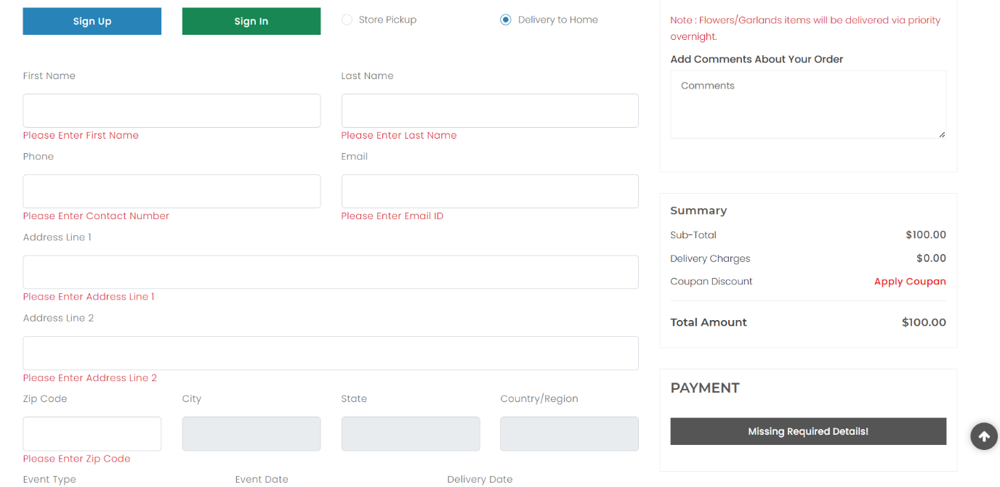 Sign Up
Sign In
Store Pickup
Delivery to Home
First Name
Last Name
Please Enter First Name
Please Enter Last Name
Phone
Email
Please Enter Contact Number
Please Enter Email ID
Address Line 1
Please Enter Address Line 1
Address Line 2
Please Enter Address Line 2
Zip Code
City
State
Country/Region
Please Enter Zip Code
Event Type
Event Date
Delivery Date
Note : Flowers/Garlands items will be delivered via priority
overnight.
Add Comments About Your Order
Comments
Summary
Sub-Total $100.00
Delivery Charges $0.00
Coupan Discount Apply Coupan
Total Amount $100.00
PAYMENT
Missing Required Details!